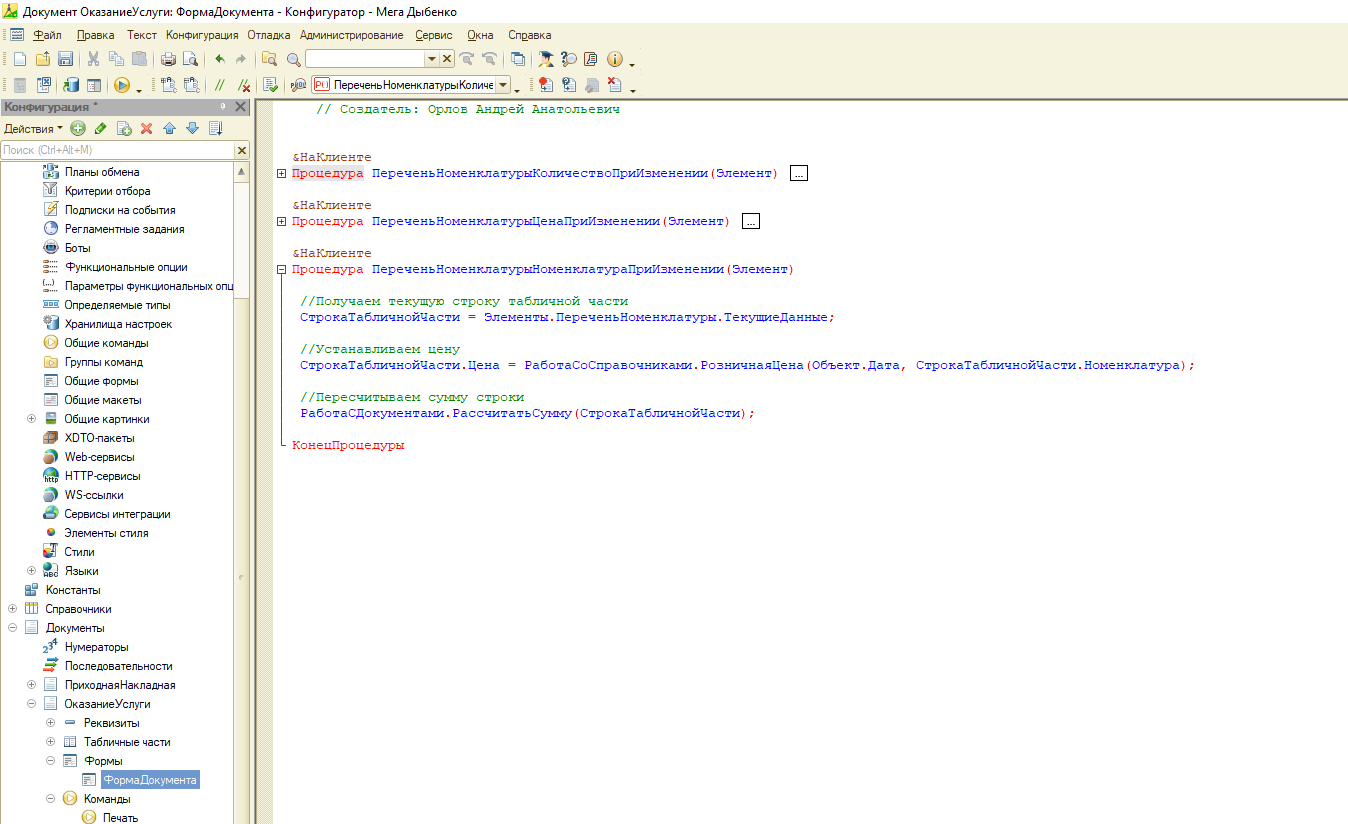 Документ ОказаниеУслуги: ФормаДокумента - Конфигуратор - Мега Дыбенко
Файл Правка Текст Конфигурация Отладка Администрирование Сервис Окна Справка
ПереченьНоменклатурыКоличе
Конфигурация *
Действия
Поиск (Ctrl+Alt+M)
Планы обмена
Критерии отбора
Подписки на события
Регламентные задания
Боты
Функциональные опции
Параметры функциональных опц
Определяемые типы
Хранилища настроек
Общие команды
Группы команд
Общие формы
Общие макеты
Общие картинки
XDTO-пакеты
Web-сервисы
HTTP-сервисы
WS-ссылки
Сервисы интеграции
Элементы стиля
Стили
Языки
Константы
Справочники
Документы
Нумераторы
Последовательности
ПриходнаяНакладная
ОказаниеУслуги
Реквизиты
Табличные части
Формы
ФормаДокумента
Команды
Печать
// Создатель: Орлов Андрей Анатольевич
&НаКлиенте
Процедура ПереченьНоменклатурыКоличествоПриИзменении(Элемент) ...
&НаКлиенте
Процедура ПереченьНоменклатурыЦенаПриИзменении(Элемент) ...
&НаКлиенте
Процедура ПереченьНоменклатурыНоменклатураПриИзменении(Элемент)
//Получаем текущую строку табличной части
СтрокаТабличнойЧасти = Элементы.ПереченьНоменклатуры.ТекущиеДанные;
//Устанавливаем цену
СтрокаТабличнойЧасти.Цена = РаботаСоСправочниками.РозничнаяЦена(Объект.Дата, СтрокаТабличнойЧасти.Номенклатура);
//Пересчитываем сумму строки
РаботаСДокументами.РассчитатьСумму(СтрокаТабличнойЧасти);
КонецПроцедуры